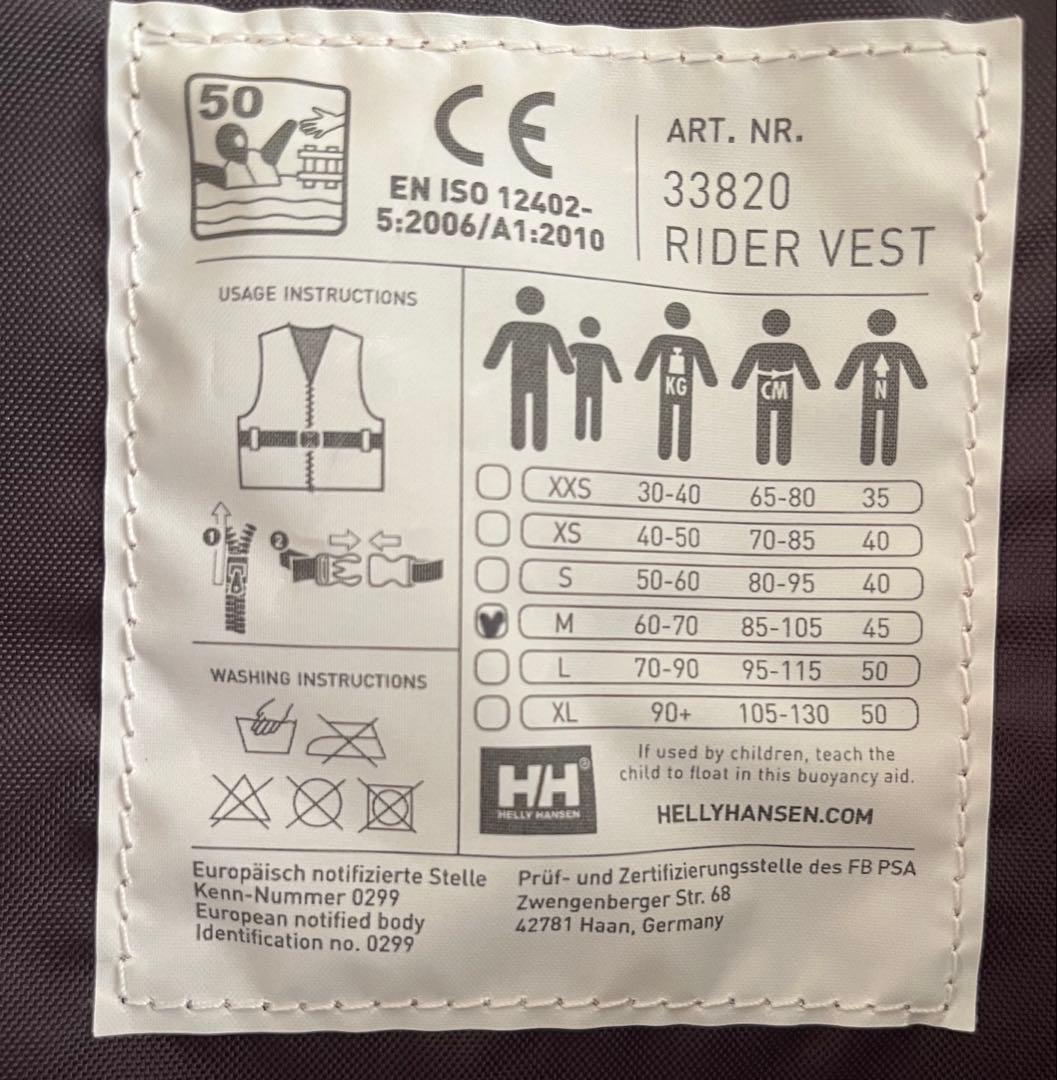 50
CE
EN ISO 12402-
5:2006/A1:2010
ART. NR.
33820
RIDER VEST
USAGE INSTRUCTIONS
1
2
WASHING INSTRUCTIONS
KG
CM
N
XXS 30-40 65-80 35
XS 40-50 70-85 40
S 50-60 80-95 40
M 60-70 85-105 45
L 70-90 95-115 50
XL 90+ 105-130 50
H/H®
HELLY HANSEN
If used by children, teach the
child to float in this buoyancy aid.
HELLYHANSEN.COM
Europäisch notifizierte Stelle
Kenn-Nummer 0299
European notified body
Identification no. 0299
Prüf- und Zertifizierungsstelle des FB PSA
Zwengenberger Str. 68
42781 Haan, Germany